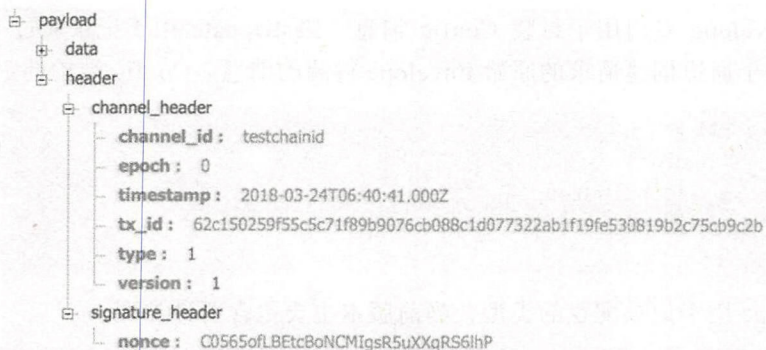 payload
data
header
channel_header
channel_id : testchainid
epoch : 0
timestamp : 2018-03-24T06:40:41.000Z
tx_id : 62c150259f55c5c71f89b9076cb088c1d077322ab1f19fe530819b2c75cb9c2b
type : 1
version : 1
signature_header
nonce : C0565ofLBEtcBoNCMIgsR5uXXgRS6lhP